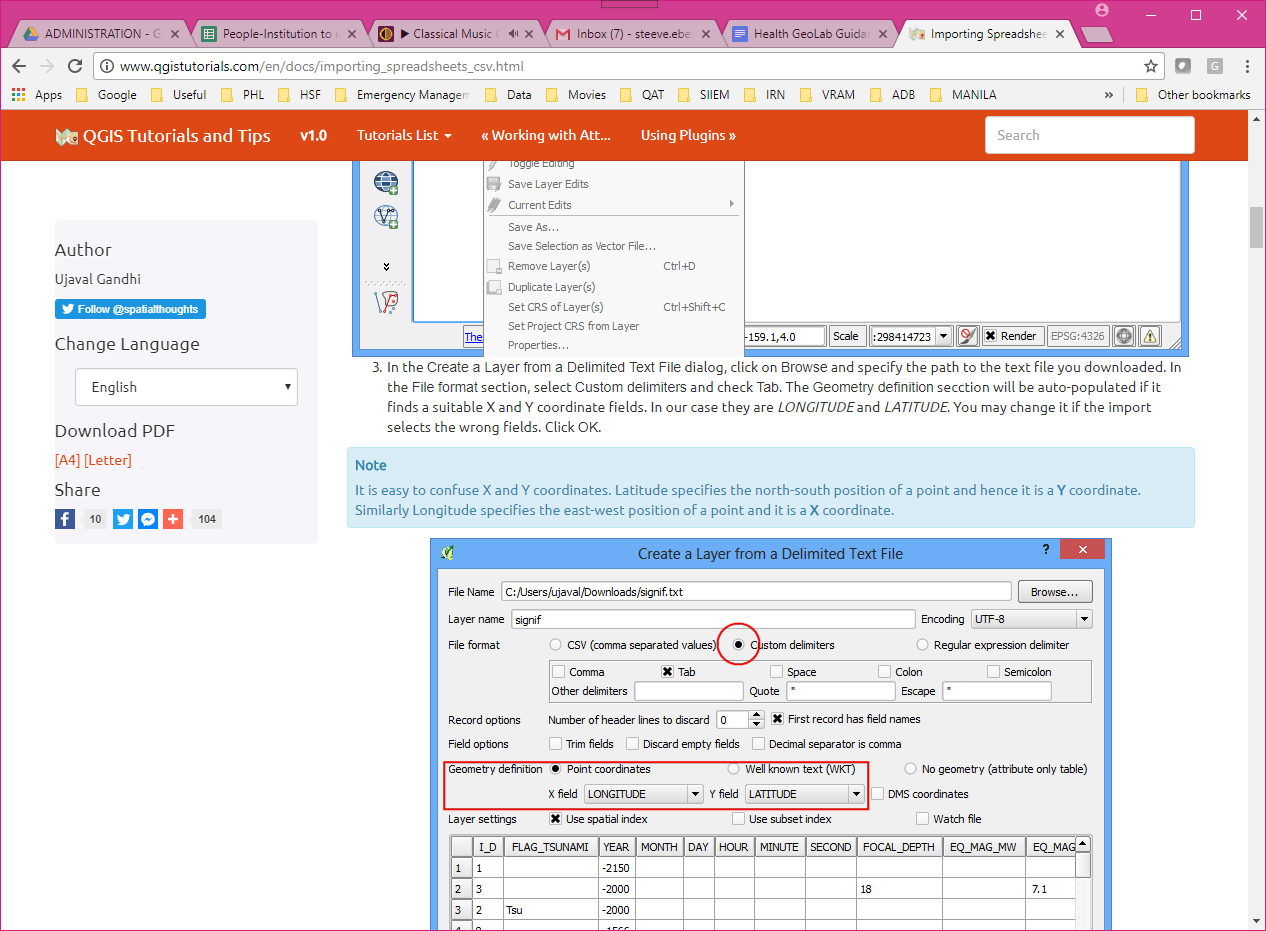 ADMINISTRATION - G
People-Institution to i
Classical Music C
Inbox (7) - steeve.ebe
Health GeoLab Guidan
Importing Spreadshee
www.qgistutorials.com/en/docs/importing_spreadsheets_csv.html
G
Apps
Google
Useful
PHL
HSF
Emergency Managem
Data
Movies
QAT
SIIEM
IRN
VRAM
ADB
MANILA
»
Other bookmarks
QGIS Tutorials and Tips
v1.0
Tutorials List
« Working with Att...
Using Plugins »
Search
Author
Ujaval Gandhi
Follow @spatialthoughts
Change Language
English
Download PDF
[A4] [Letter]
Share
10
104
Toggle Editing
Save Layer Edits
Current Edits
Save As...
Save Selection as Vector File...
Remove Layer(s) Ctrl+D
Duplicate Layer(s)
Set CRS of Layer(s) Ctrl+Shift+C
Set Project CRS from Layer
Properties...
The
-159.1,4.0
Scale
:298414723
Render
EPSG:4326
3. In the Create a Layer from a Delimited Text File dialog, click on Browse and specify the path to the text file you downloaded. In
the File format section, select Custom delimiters and check Tab. The Geometry definition secction will be auto-populated if it
finds a suitable X and Y coordinate fields. In our case they are LONGITUDE and LATITUDE. You may change it if the import
selects the wrong fields. Click OK.
Note
It is easy to confuse X and Y coordinates. Latitude specifies the north-south position of a point and hence it is a Y coordinate.
Similarly Longitude specifies the east-west position of a point and it is a X coordinate.
Create a Layer from a Delimited Text File
?
File Name C:/Users/ujaval/Downloads/signif.txt Browse...
Layer name signif Encoding UTF-8
File format CSV (comma separated values) Custom delimiters Regular expression delimiter
Comma Tab Space Colon Semicolon
Other delimiters Quote " Escape "
Record options Number of header lines to discard 0 First record has field names
Field options Trim fields Discard empty fields Decimal separator is comma
Geometry definition Point coordinates Well known text (WKT) No geometry (attribute only table)
X field LONGITUDE Y field LATITUDE DMS coordinates
Layer settings Use spatial index Use subset index Watch file
I_D FLAG_TSUNAMI YEAR MONTH DAY HOUR MINUTE SECOND FOCAL_DEPTH EQ_MAG_MW EQ_MAG
1 1 -2150
2 3 -2000 18 7.1
3 2 Tsu -2000